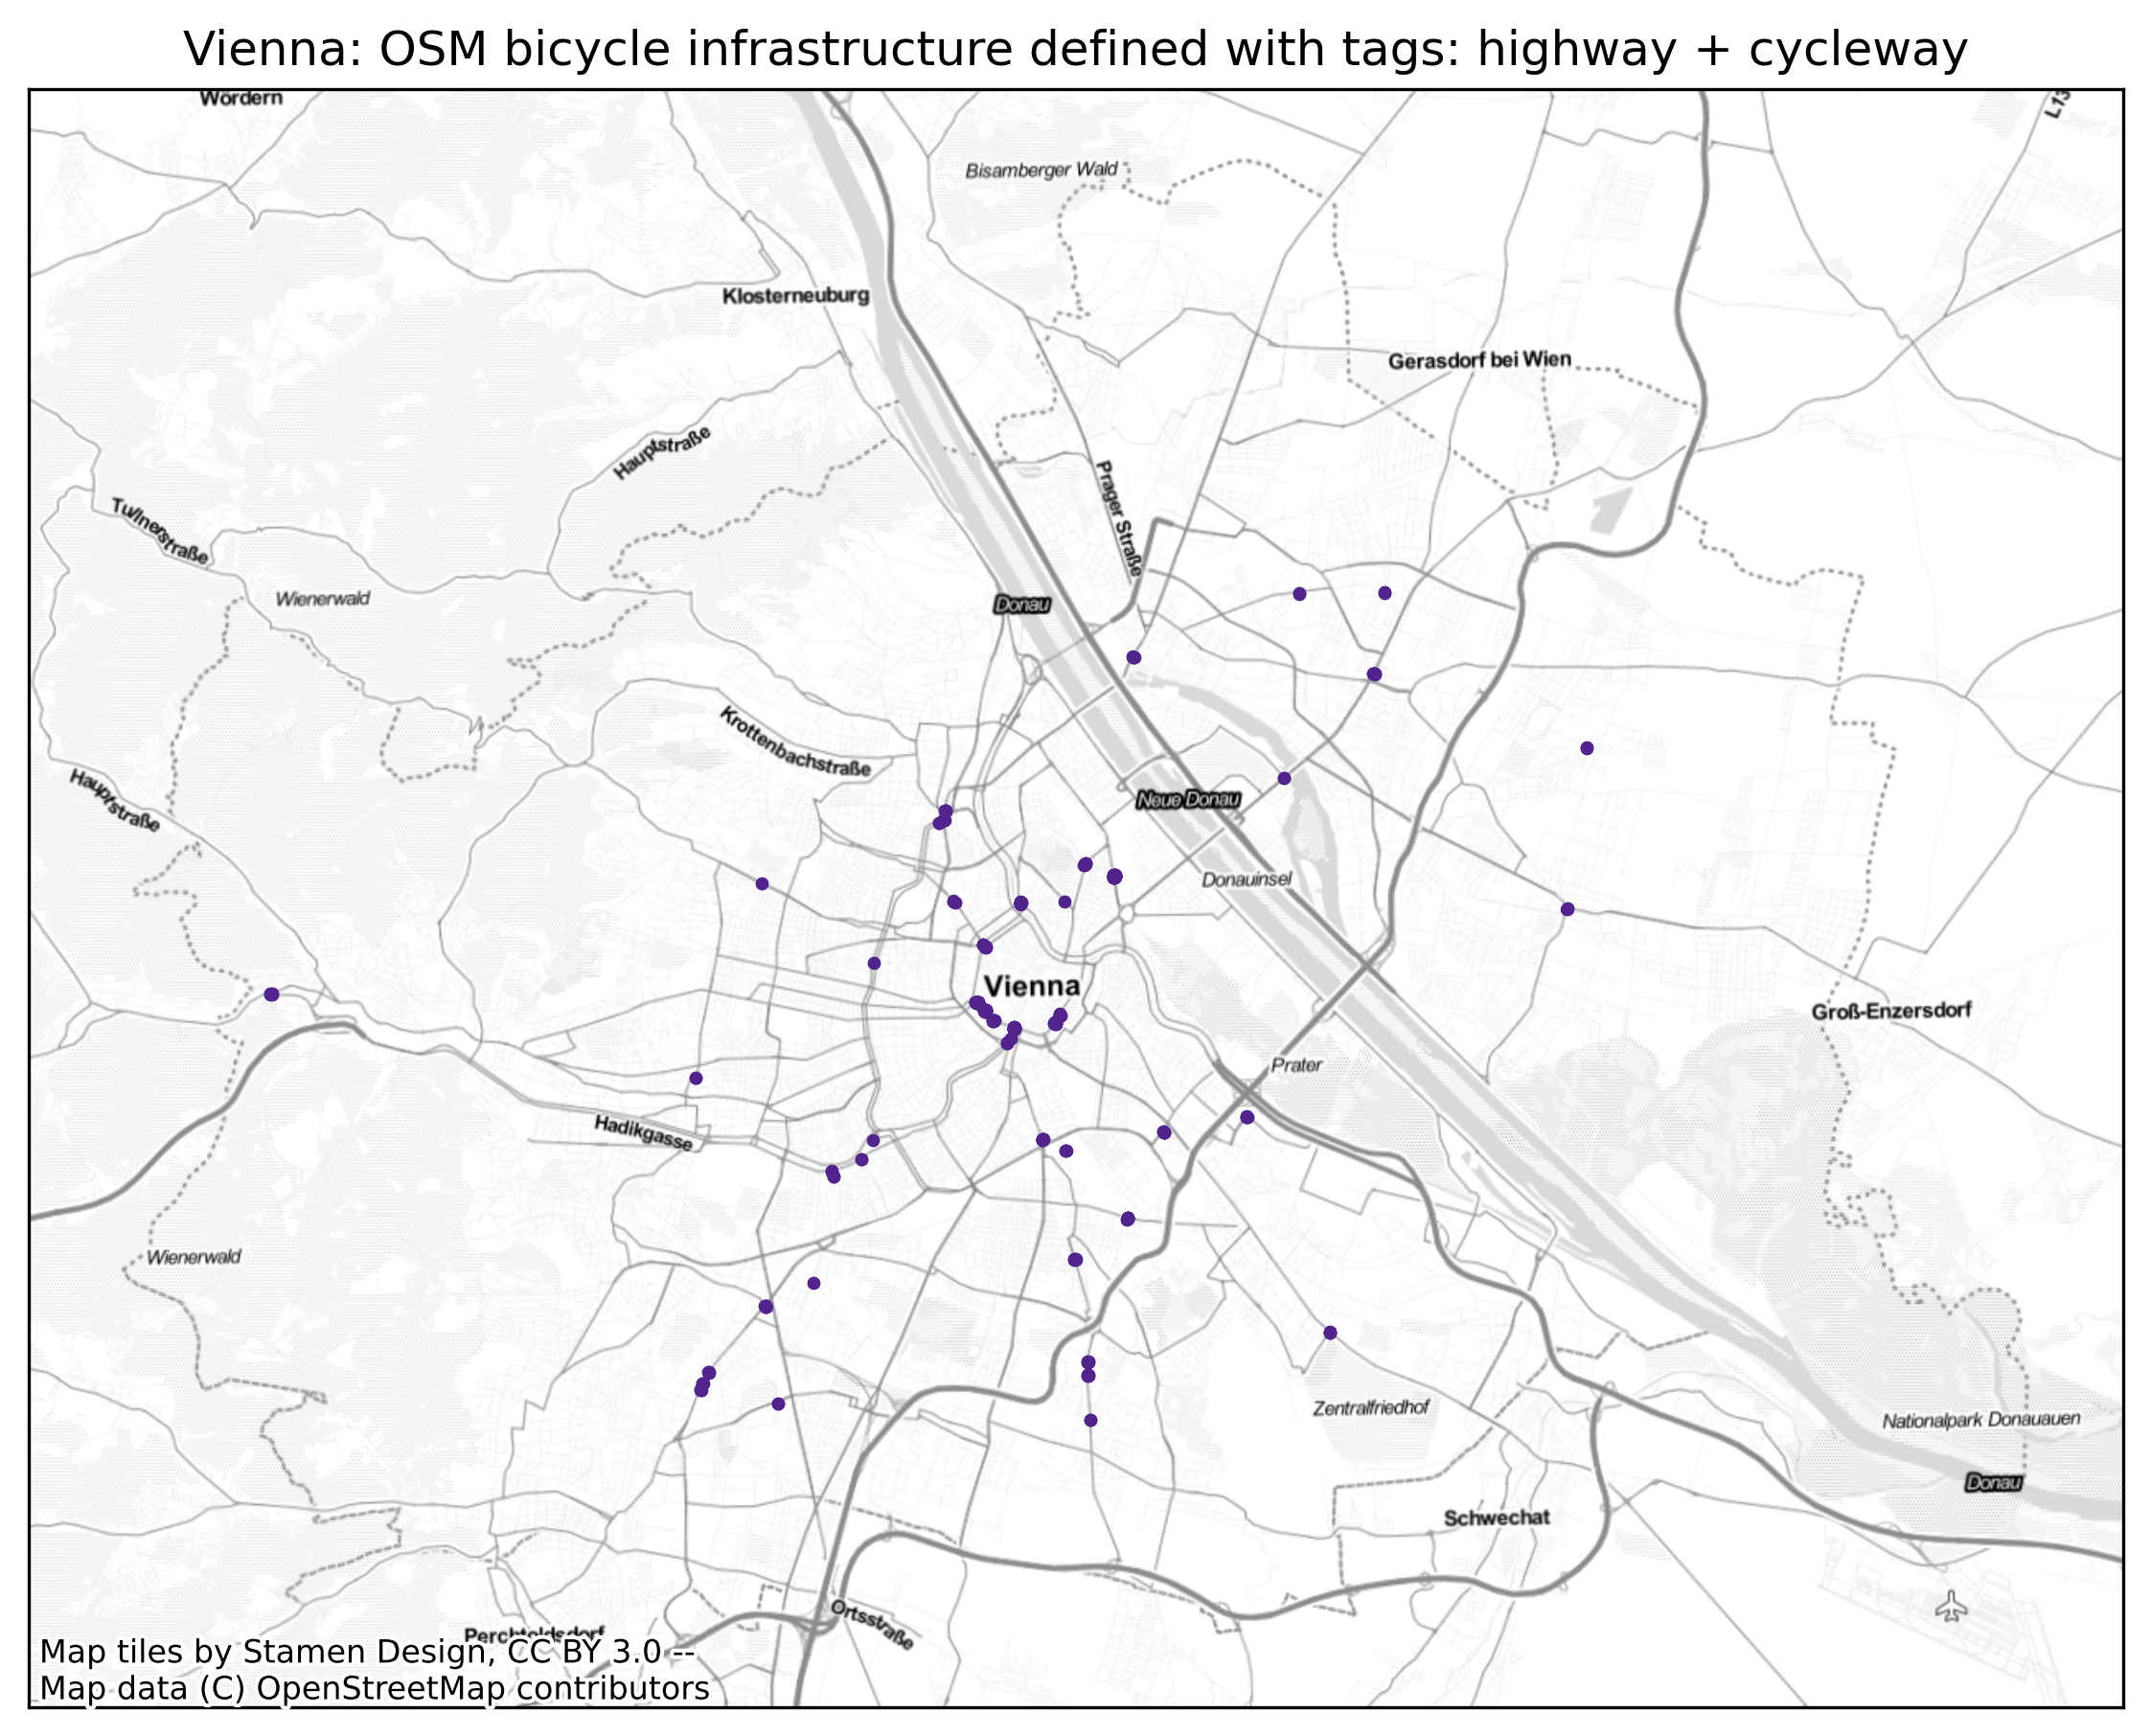 Vienna: OSM bicycle infrastructure defined with tags: highway + cycleway
Wördern
L13
Bisamberger Wald
Klosterneuburg
Gerasdorf bei Wien
Hauptstraße
Prager Straße
Tullnerstraße
Wienerwald
Donau
Krottenbachstraße
Hauptstraße
Neue Donau
Donauinsel
Vienna
Groß-Enzersdorf
Prater
Hadikgasse
Wienerwald
Zentralfriedhof
Nationalpark Donauauen
Donau
Schwechat
Ortsstraße
Perchtoldsdorf
Map tiles by Stamen Design, CC BY 3.0 --
Map data (C) OpenStreetMap contributors